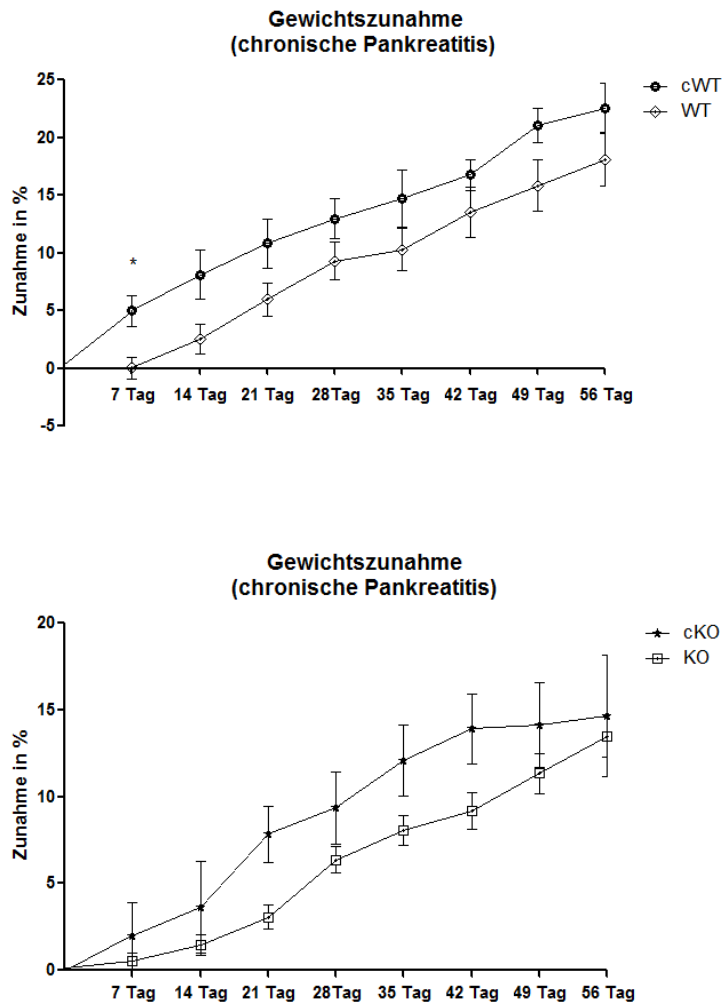 Gewichtszunahme
(chronische Pankreatitis)
cWT
WT
Zunahme in %
25
20
15
10
5
0
-5
*
7 Tag 14 Tag 21 Tag 28Tag 35 Tag 42 Tag 49 Tag 56 Tag
Gewichtszunahme
(chronische Pankreatitis)
cKO
KO
Zunahme in %
20
15
10
5
0
7 Tag 14 Tag 21 Tag 28Tag 35 Tag 42 Tag 49 Tag 56 Tag